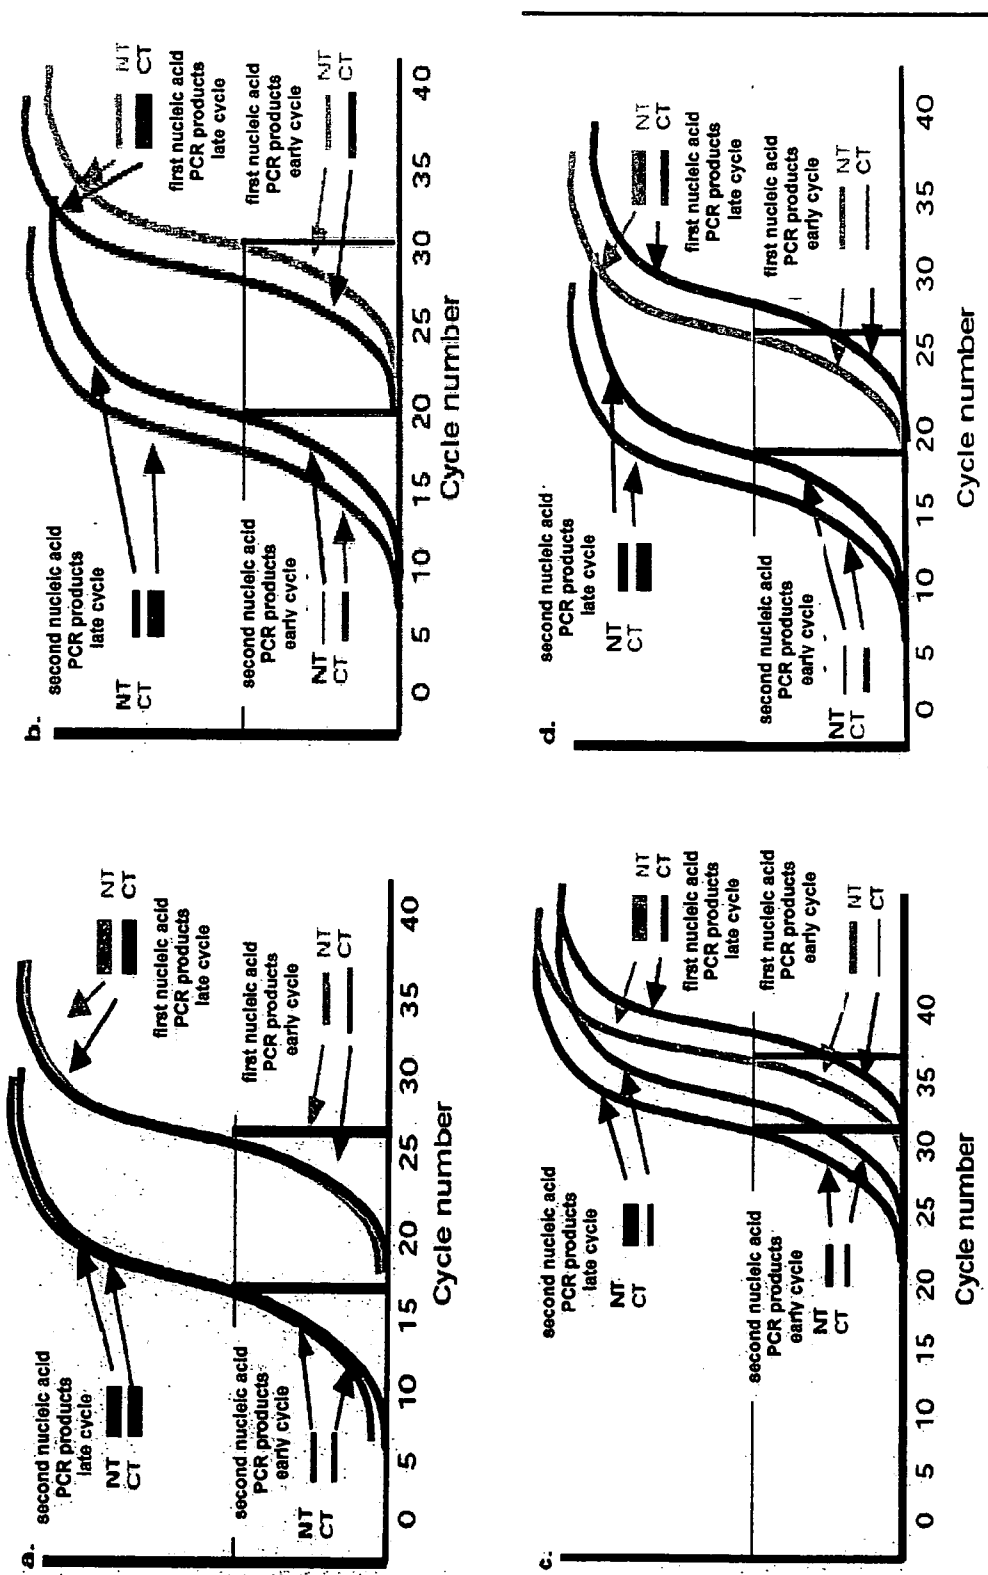 a.
second nucleic acid
PCR products
late cycle
NT
CT
second nucleic acid
PCR products
early cycle
NT
CT
NT
CT
first nucleic acid
PCR products
late cycle
first nucleic acid
PCR products
early cycle
NT
CT
0 5 10 15 20 25 30 35 40
Cycle number
b.
second nucleic acid
PCR products
late cycle
NT
CT
second nucleic acid
PCR products
early cycle
NT
CT
NT
CT
first nucleic acid
PCR products
late cycle
first nucleic acid
PCR products
early cycle
NT
CT
0 5 10 15 20 25 30 35 40
Cycle number
c.
second nucleic acid
PCR products
late cycle
NT
CT
second nucleic acid
PCR products
early cycle
NT
CT
NT
CT
first nucleic acid
PCR products
late cycle
first nucleic acid
PCR products
early cycle
NT
CT
0 5 10 15 20 25 30 35 40
Cycle number
d.
second nucleic acid
PCR products
late cycle
NT
CT
second nucleic acid
PCR products
early cycle
NT
CT
NT
CT
first nucleic acid
PCR products
late cycle
first nucleic acid
PCR products
early cycle
NT
CT
0 5 10 15 20 25 30 35 40
Cycle number